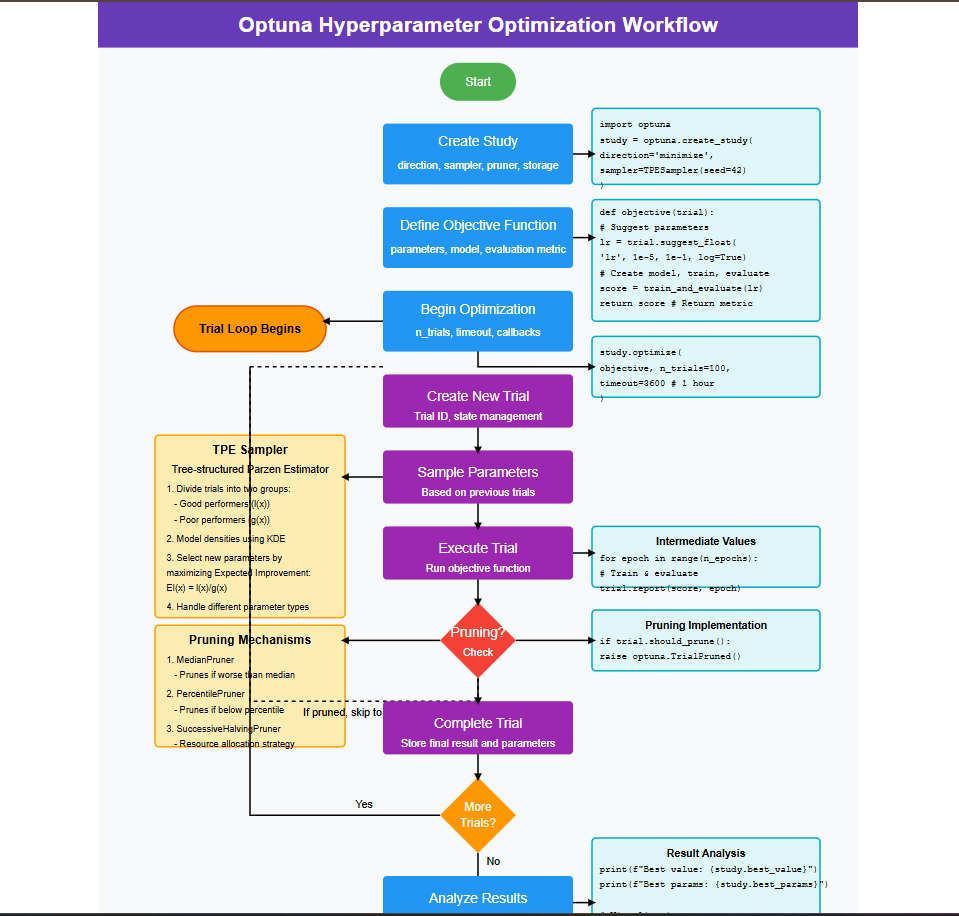 Optuna Hyperparameter Optimization Workflow
Start
Create Study
direction, sampler, pruner, storage
import optuna
study = optuna.create_study(
direction='minimize',
sampler=TPESampler(seed=42)
)
Define Objective Function
parameters, model, evaluation metric
def objective(trial):
# Suggest parameters
lr = trial.suggest_float(
'lr', 1e-5, 1e-1, log=True)
# Create model, train, evaluate
score = train_and_evaluate(lr)
return score # Return metric
Begin Optimization
n_trials, timeout, callbacks
Trial Loop Begins
study.optimize(
objective, n_trials=100,
timeout=3600 # 1 hour
)
Create New Trial
Trial ID, state management
TPE Sampler
Tree-structured Parzen Estimator
1. Divide trials into two groups:
- Good performers (l(x))
- Poor performers (g(x))
2. Model densities using KDE
3. Select new parameters by
maximizing Expected Improvement:
EI(x) = l(x)/g(x)
4. Handle different parameter types
Sample Parameters
Based on previous trials
Execute Trial
Run objective function
Intermediate Values
for epoch in range(n_epochs):
# Train & evaluate
trial.report(score, epoch)
Pruning?
Check
Pruning Implementation
if trial.should_prune():
raise optuna.TrialPruned()
Pruning Mechanisms
1. MedianPruner
- Prunes if worse than median
2. PercentilePruner
- Prunes if below percentile
3. SuccessiveHalvingPruner
- Resource allocation strategy
If pruned, skip to
Complete Trial
Store final result and parameters
More
Trials?
Yes
No
Analyze Results
Result Analysis
print(f"Best value: {study.best_value}")
print(f"Best params: {study.best_params}")